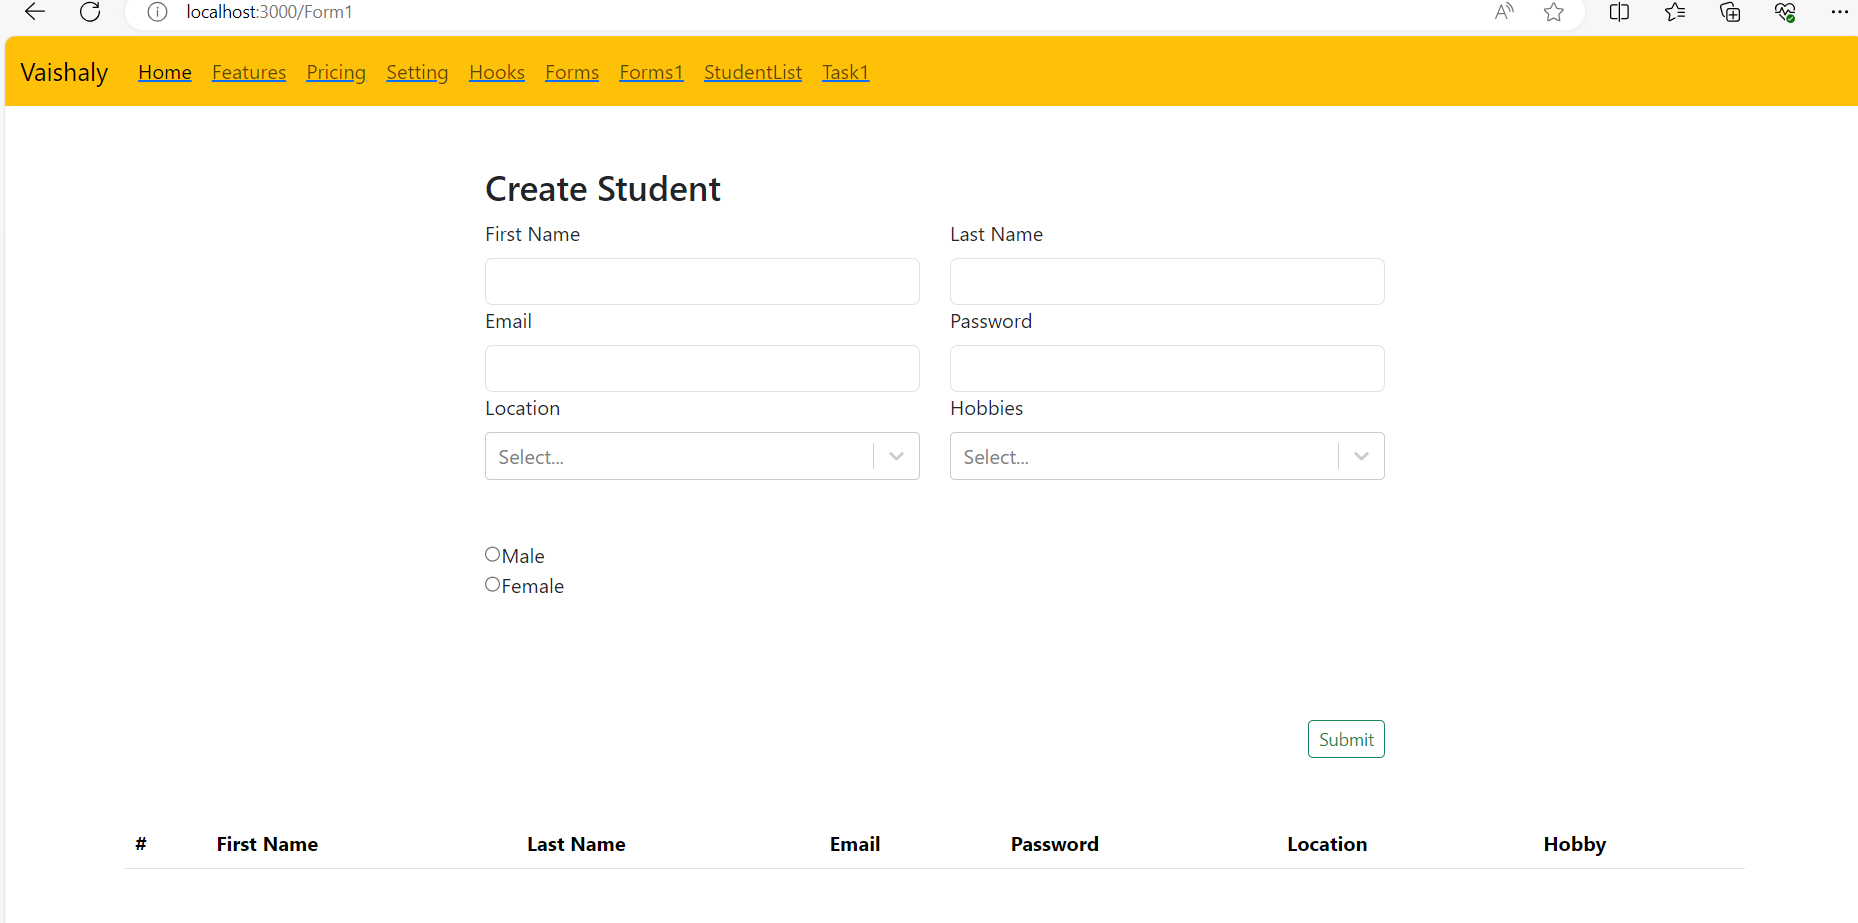 localhost:3000/Form1
Vaishaly Home Features Pricing Setting Hooks Forms Forms1 StudentList Task1
Create Student
First Name Last Name
Email Password
Location Hobbies
Select... Select...
Male
Female
Submit
# First Name Last Name Email Password Location Hobby